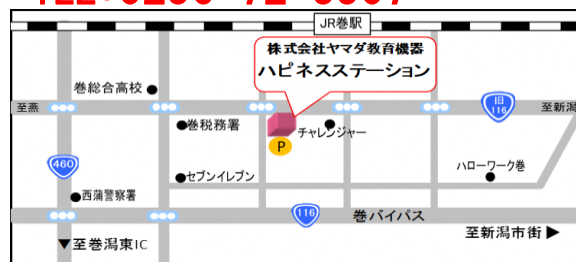 JR巻駅
株式会社ヤマダ教育機器
ハピネスステーション
巻総合高校
至燕
旧
116
至新潟
巻税務署
チャレンジャー
P
460
セブンイレブン
ハローワーク巻
西蒲警察署
116
巻バイパス
至新潟市街▶
▼至巻潟東IC